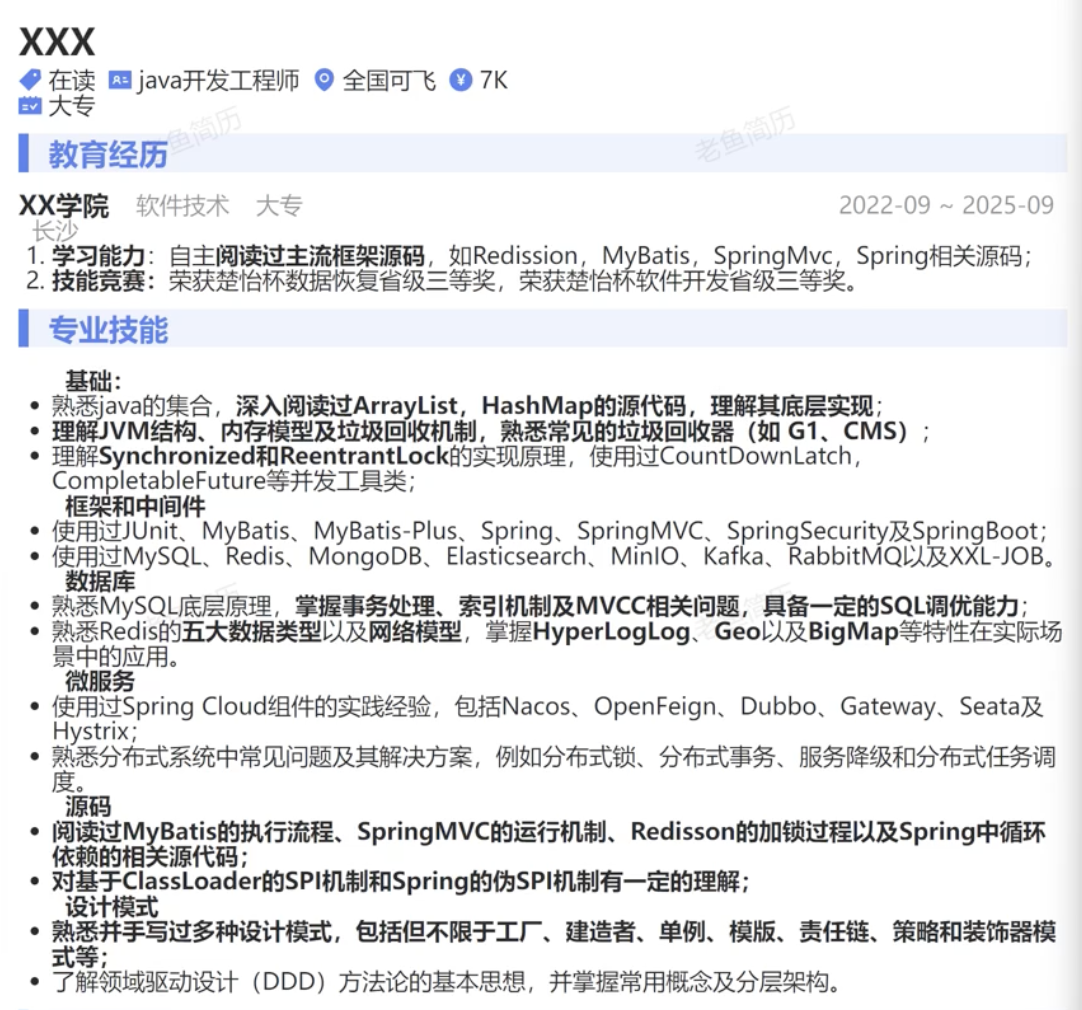 XXX
在读 java开发工程师 全国可飞 ¥ 7K
大专
老鱼简历
教育经历
XX学院 软件技术 大专 2022-09 ~ 2025-09
长沙
1. 学习能力：自主阅读过主流框架源码，如Redission，MyBatis，SpringMvc，Spring相关源码；
2. 技能竞赛：荣获楚怡杯数据恢复省级三等奖，荣获楚怡杯软件开发省级三等奖。
专业技能
基础：
• 熟悉java的集合，深入阅读过ArrayList，HashMap的源代码，理解其底层实现；
• 理解JVM结构、内存模型及垃圾回收机制，熟悉常见的垃圾回收器（如 G1、CMS）；
• 理解Synchronized和ReentrantLock的实现原理，使用过CountDownLatch，
CompletableFuture等并发工具类；
框架和中间件
• 使用过JUnit、MyBatis、MyBatis-Plus、Spring、SpringMVC、SpringSecurity及SpringBoot；
• 使用过MySQL、Redis、MongoDB、Elasticsearch、MinIO、Kafka、RabbitMQ以及XXL-JOB。
数据库
• 熟悉MySQL底层原理，掌握事务处理、索引机制及MVCC相关问题，具备一定的SQL调优能力；
• 熟悉Redis的五大数据类型以及网络模型，掌握HyperLogLog、Geo以及BigMap等特性在实际场
景中的应用。
微服务
• 使用过Spring Cloud组件的实践经验，包括Nacos、OpenFeign、Dubbo、Gateway、Seata及
Hystrix；
• 熟悉分布式系统中常见问题及其解决方案，例如分布式锁、分布式事务、服务降级和分布式任务调
度。
源码
• 阅读过MyBatis的执行流程、SpringMVC的运行机制、Redisson的加锁过程以及Spring中循环
依赖的相关源代码；
• 对基于ClassLoader的SPI机制和Spring的伪SPI机制有一定的理解；
设计模式
• 熟悉并手写过多种设计模式，包括但不限于工厂、建造者、单例、模版、责任链、策略和装饰器模
式等；
• 了解领域驱动设计（DDD）方法论的基本思想，并掌握常用概念及分层架构。